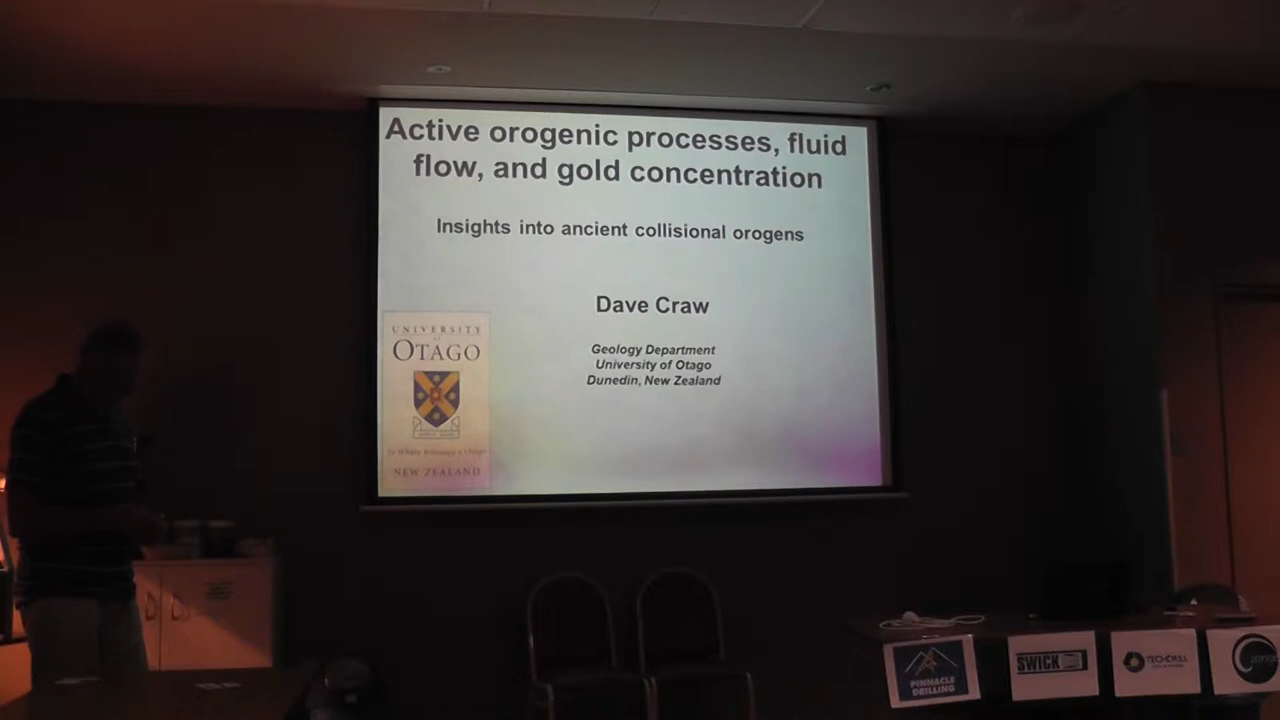 Active orogenic processes, fluid
flow, and gold concentration
Insights into ancient collisional orogens
Dave Craw
Geology Department
University of Otago
Dunedin, New Zealand
UNIVERSITY
of
OTAGO
NEW ZEALAND
PINNACLE
DRILLING
SWICK
TECHDRILL